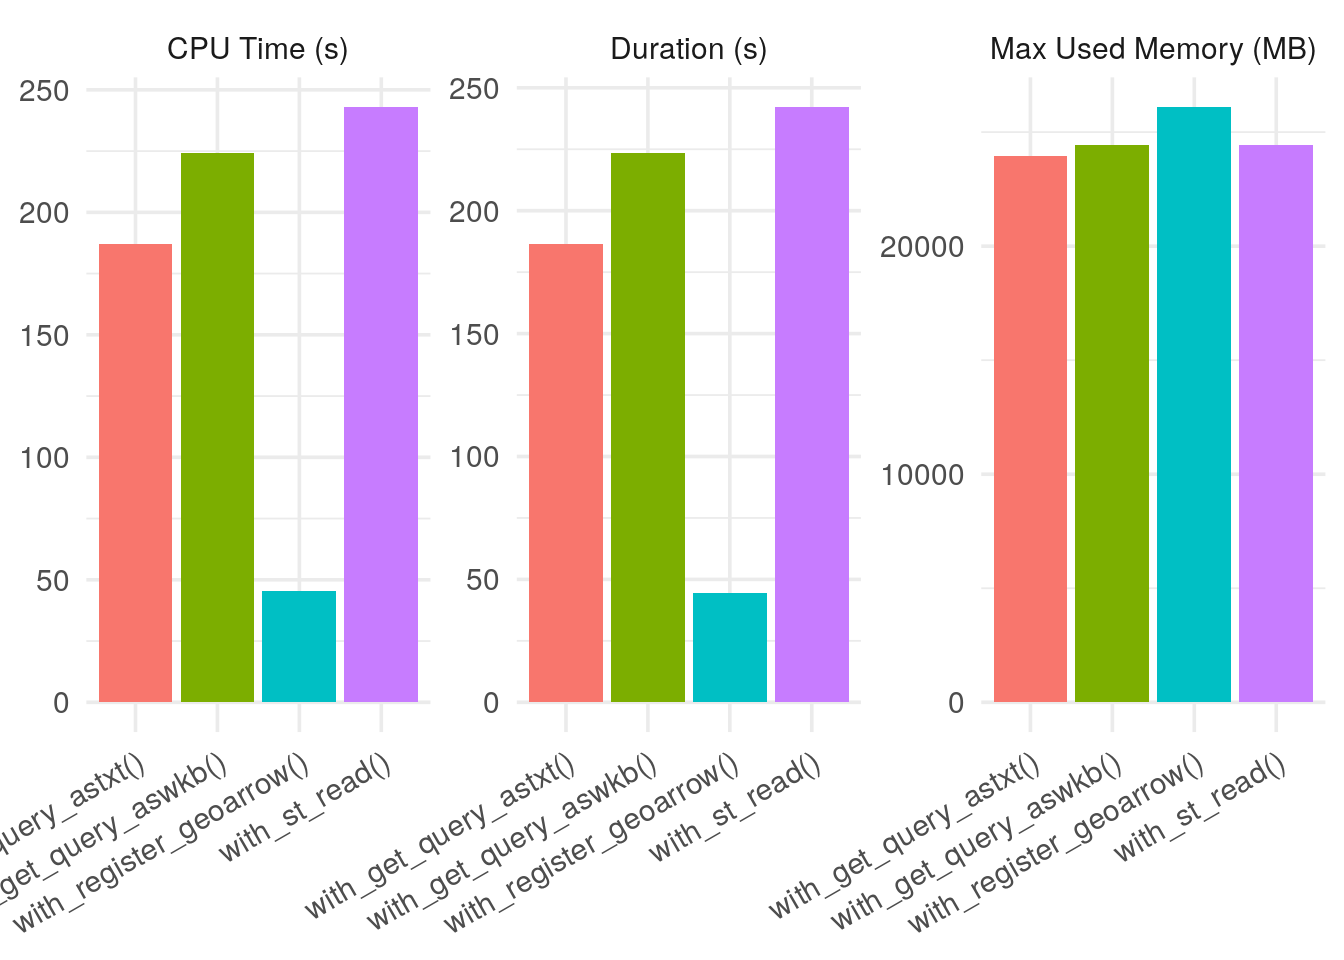 CPU Time (s)
250
200
150
100
50
0
query_astxt()
_get_query_aswkb()
with_register_geoarrow()
with_st_read()
Duration (s)
250
200
150
100
50
0
with_get_query_astxt()
with_get_query_aswkb()
with_register_geoarrow()
with_st_read()
Max Used Memory (MB)
20000
10000
0
with_get_query_astxt()
with_get_query_aswkb()
with_register_geoarrow()
with_st_read()